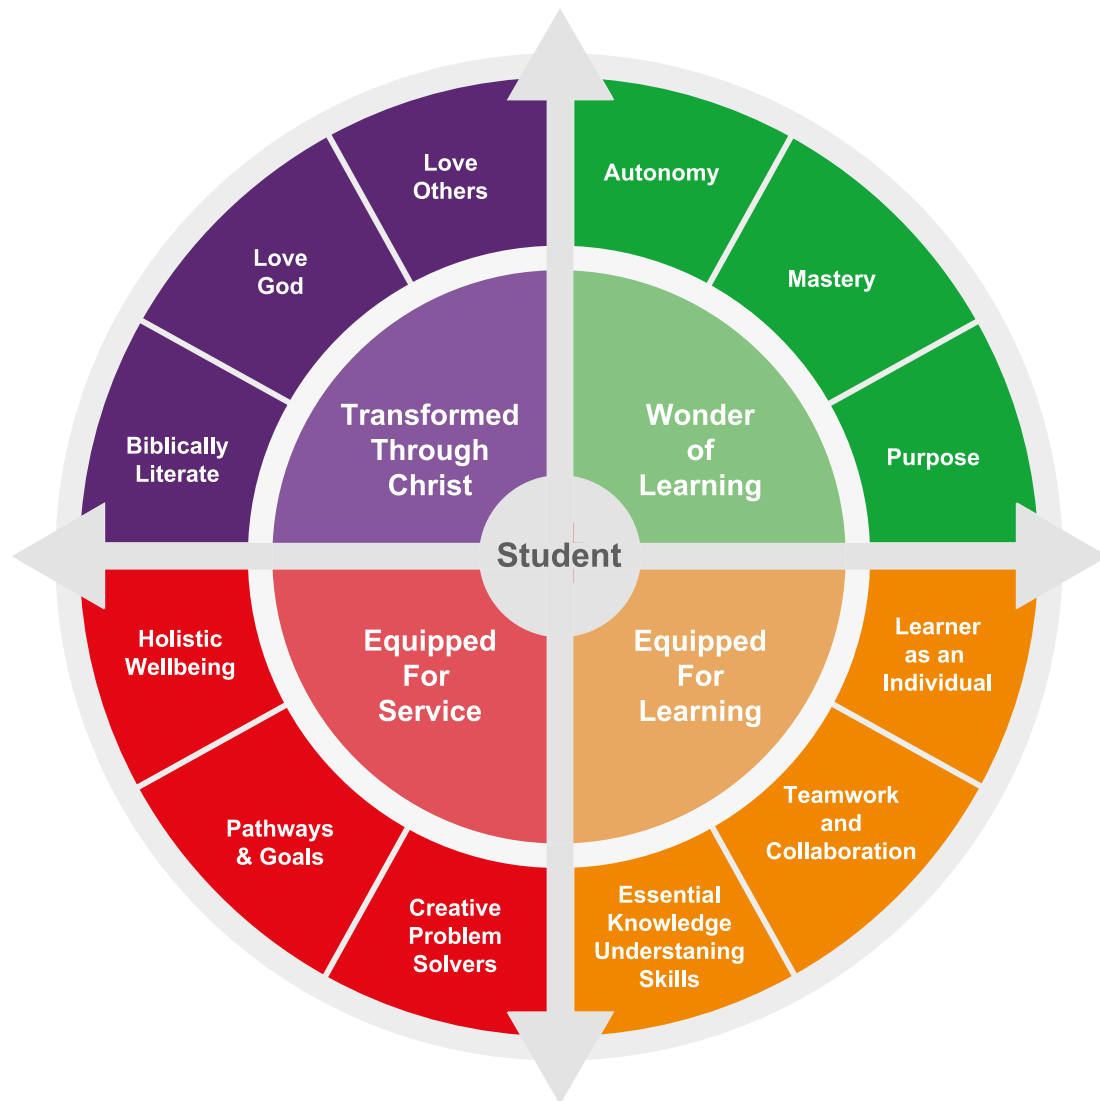 Love
Others
Autonomy
Love
God
Mastery
Biblically
Literate
Purpose
Transformed
Through
Christ
Wonder
of
Learning
Student
Equipped
For
Service
Equipped
For
Learning
Holistic
Wellbeing
Learner
as an
Individual
Pathways
& Goals
Teamwork
and
Collaboration
Creative
Problem
Solvers
Essential
Knowledge
Understaning
Skills